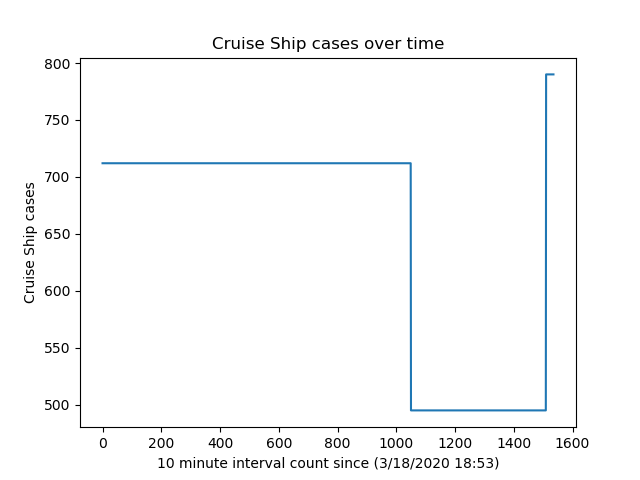 Cruise Ship cases over time
800
750
700
650
600
550
500
Cruise Ship cases
0 200 400 600 800 1000 1200 1400 1600
10 minute interval count since (3/18/2020 18:53)